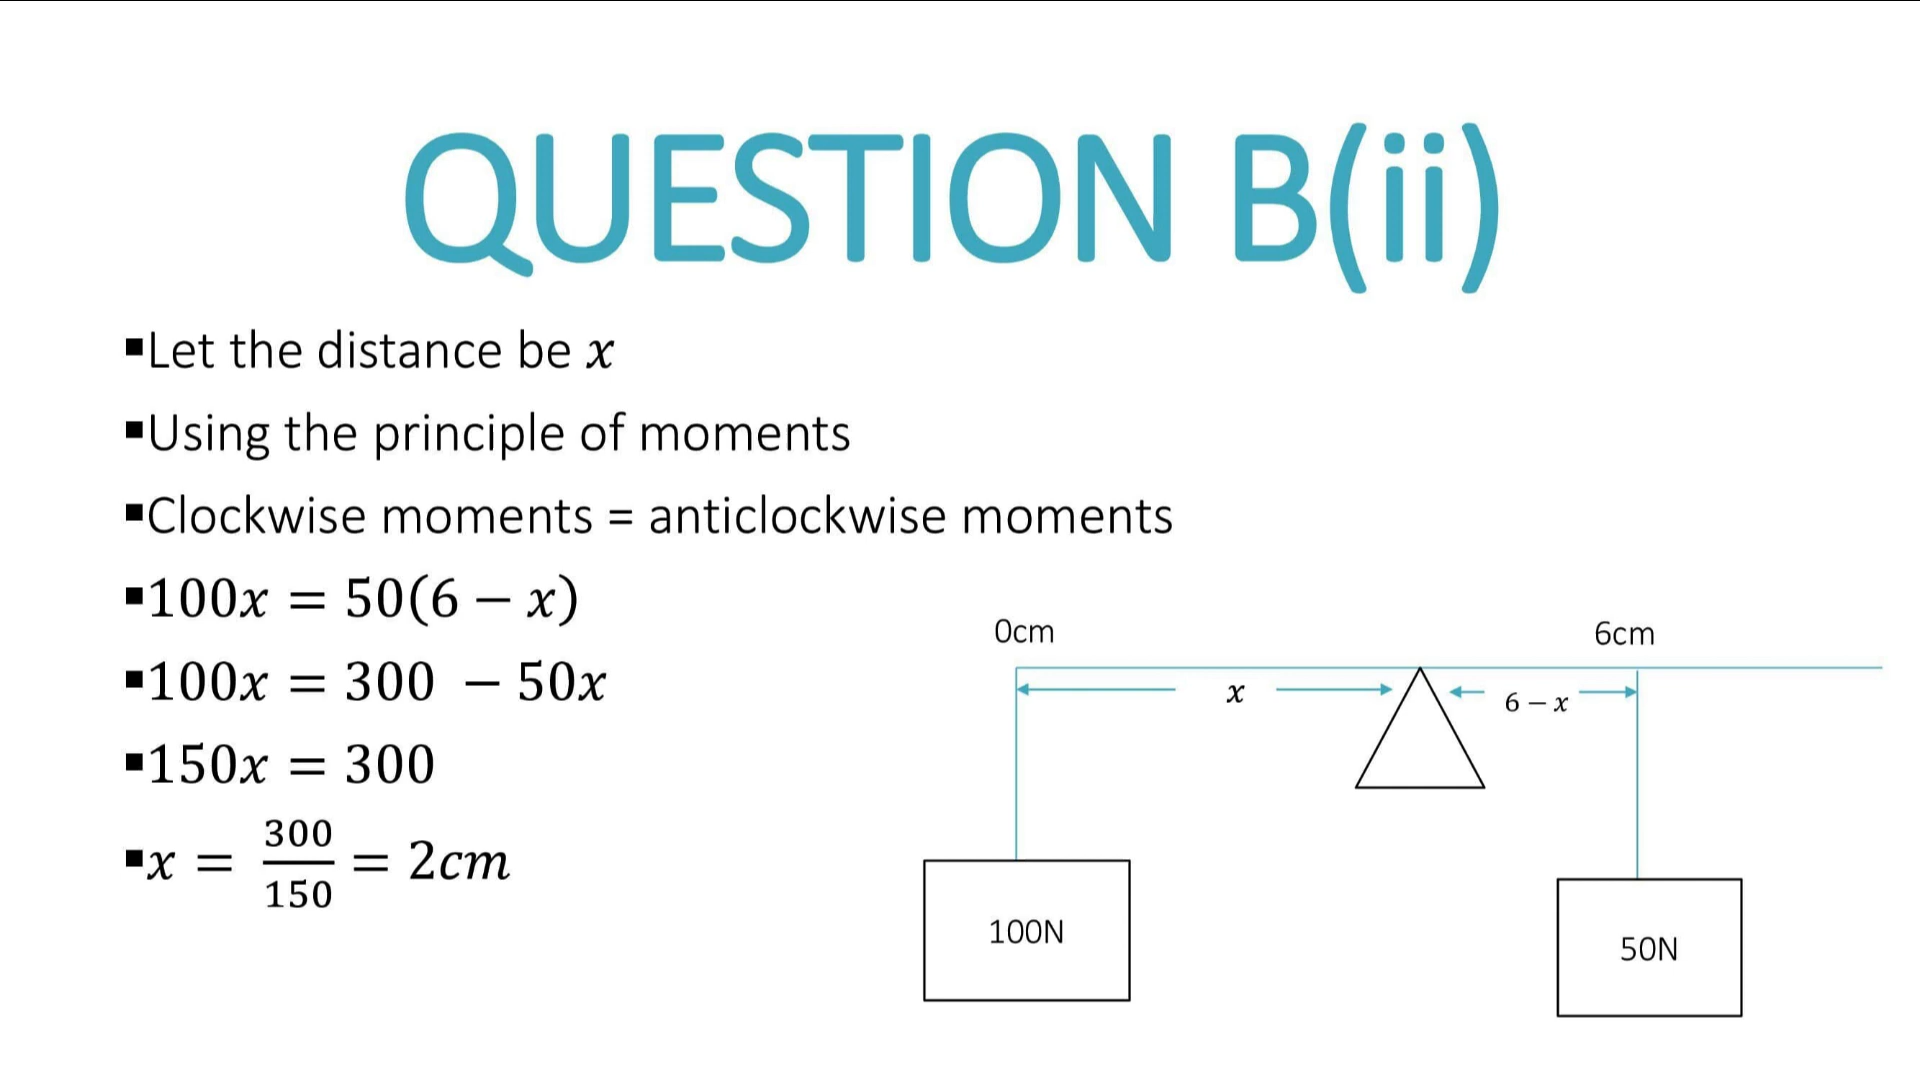 QUESTION B(ii)
▪Let the distance be x
▪Using the principle of moments
▪Clockwise moments = anticlockwise moments
▪100x = 50(6 − x)
▪100x = 300 − 50x
▪150x = 300
▪x = 300/150 = 2cm
0cm
6cm
x
6 − x
100N
50N